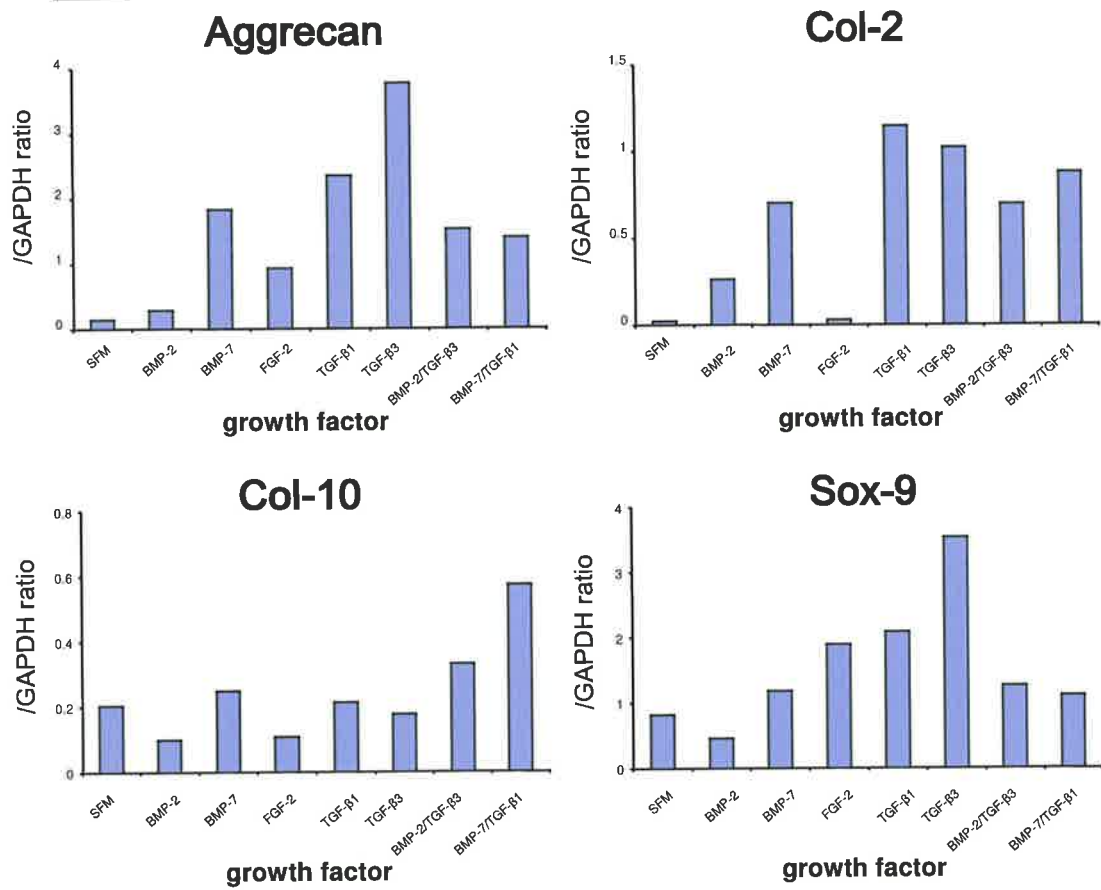 Aggrecan
/GAPDH ratio
4
3
2
1
0
SFM
BMP-2
BMP-7
FGF-2
TGF-β1
TGF-β3
BMP-2/TGF-β3
BMP-7/TGF-β1
growth factor
Col-2
/GAPDH ratio
1.5
1
0.5
0
SFM
BMP-2
BMP-7
FGF-2
TGF-β1
TGF-β3
BMP-2/TGF-β3
BMP-7/TGF-β1
growth factor
Col-10
/GAPDH ratio
0.8
0.6
0.4
0.2
0
SFM
BMP-2
BMP-7
FGF-2
TGF-β1
TGF-β3
BMP-2/TGF-β3
BMP-7/TGF-β1
growth factor
Sox-9
/GAPDH ratio
4
3
2
1
0
SFM
BMP-2
BMP-7
FGF-2
TGF-β1
TGF-β3
BMP-2/TGF-β3
BMP-7/TGF-β1
growth factor